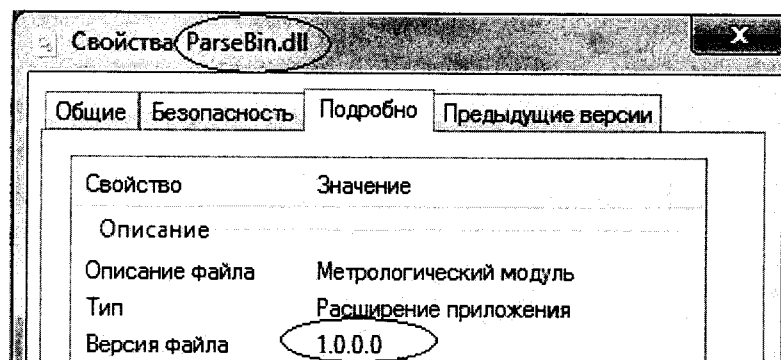 Свойства ParseBin.dll
X
Общие Безопасность Подробно Предыдущие версии
Свойство Значение
Описание
Описание файла Метрологический модуль
Тип Расширение приложения
Версия файла 1.0.0.0